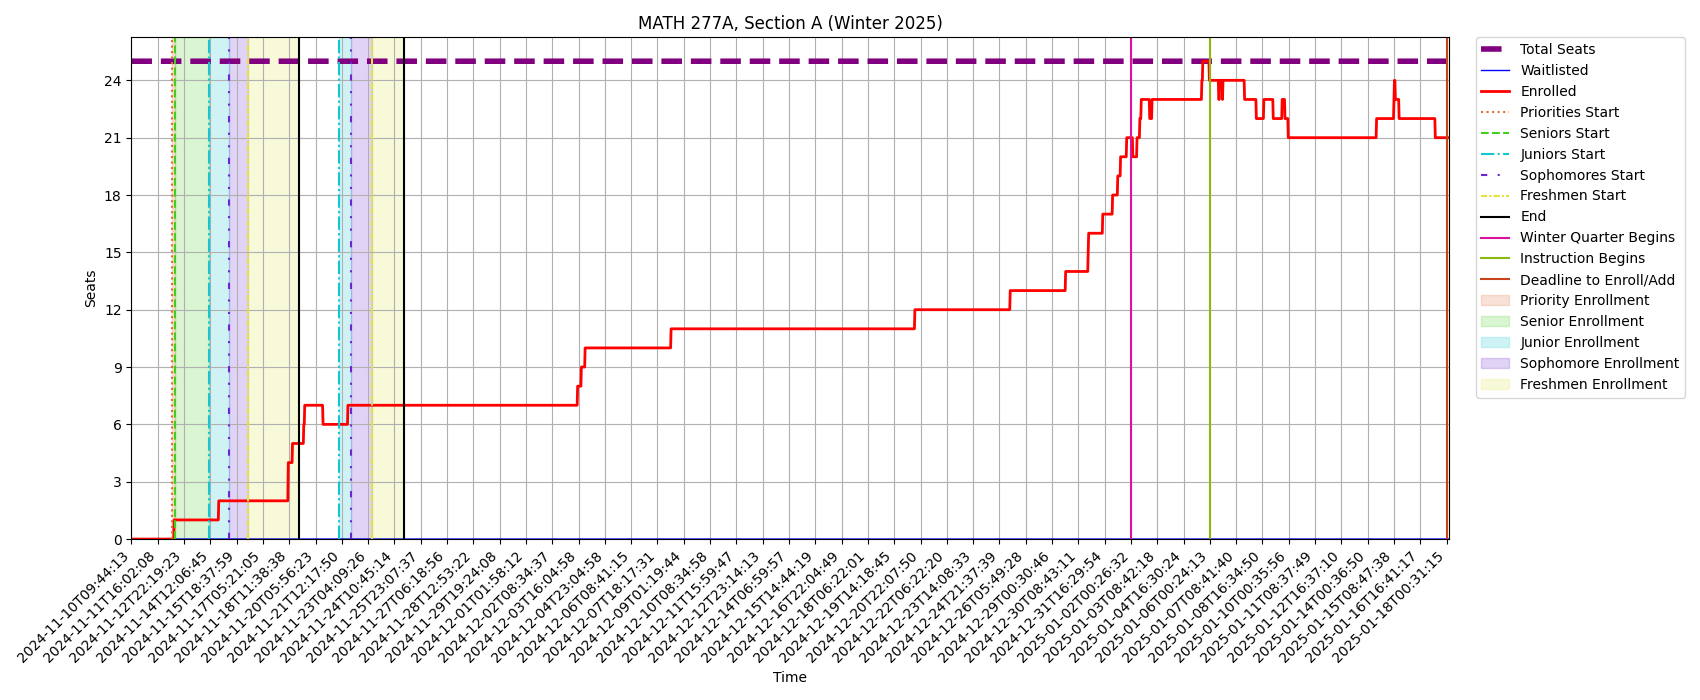 MATH 277A, Section A (Winter 2025)
Seats
24
21
18
15
12
9
6
3
0
2024-11-10T09:44:13
2024-11-11T16:02:08
2024-11-12T22:19:23
2024-11-14T12:06:45
2024-11-15T18:37:59
2024-11-17T05:21:05
2024-11-18T11:38:38
2024-11-20T05:56:23
2024-11-21T12:17:50
2024-11-23T04:09:26
2024-11-24T10:45:14
2024-11-25T23:07:37
2024-11-27T06:18:56
2024-11-28T12:53:22
2024-11-29T19:24:08
2024-12-01T01:58:12
2024-12-02T08:34:37
2024-12-03T16:04:58
2024-12-04T23:04:58
2024-12-06T08:41:15
2024-12-07T18:17:31
2024-12-09T01:19:44
2024-12-10T08:34:58
2024-12-11T15:59:47
2024-12-12T23:14:13
2024-12-14T06:59:57
2024-12-15T14:44:19
2024-12-16T22:04:49
2024-12-18T06:22:01
2024-12-19T14:18:45
2024-12-20T22:07:50
2024-12-22T06:22:20
2024-12-23T14:08:33
2024-12-24T21:37:39
2024-12-26T05:49:28
2024-12-29T00:30:46
2024-12-30T08:43:11
2024-12-31T16:29:54
2025-01-02T00:26:32
2025-01-03T08:42:18
2025-01-04T16:30:24
2025-01-06T00:24:13
2025-01-07T08:41:40
2025-01-08T16:34:50
2025-01-10T00:35:56
2025-01-11T08:37:49
2025-01-12T16:37:10
2025-01-14T00:36:50
2025-01-15T08:47:38
2025-01-16T16:41:17
2025-01-18T00:31:15
Time
Total Seats
Waitlisted
Enrolled
Priorities Start
Seniors Start
Juniors Start
Sophomores Start
Freshmen Start
End
Winter Quarter Begins
Instruction Begins
Deadline to Enroll/Add
Priority Enrollment
Senior Enrollment
Junior Enrollment
Sophomore Enrollment
Freshmen Enrollment